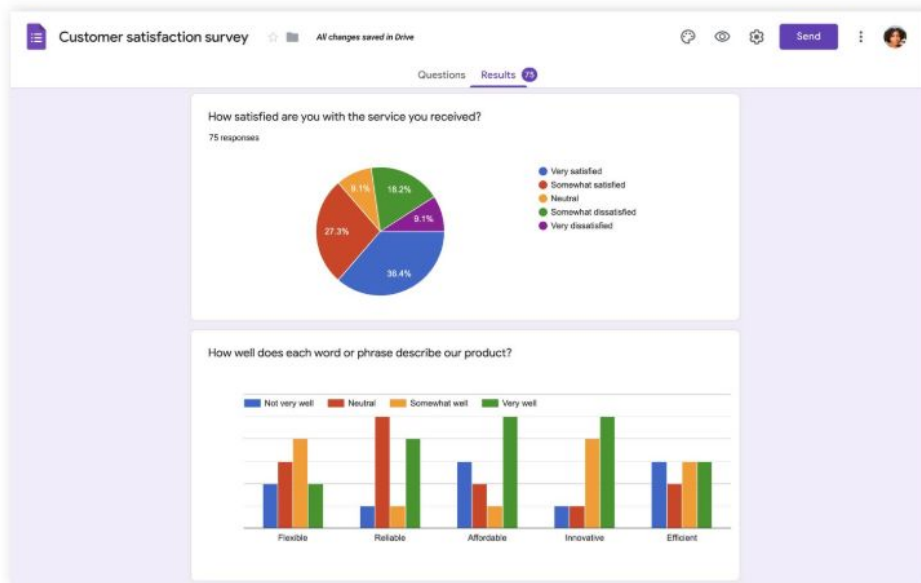 Customer satisfaction survey All changes saved in Drive Send
Questions Results 75
How satisfied are you with the service you received?
75 responses
9.1% 18.2%
27.3% 9.1%
36.4%
Very satisfied
Somewhat satisfied
Neutral
Somewhat dissatisfied
Very dissatisfied
How well does each word or phrase describe our product?
Not very well Neutral Somewhat well Very well
Flexible Reliable Affordable Innovative Efficient